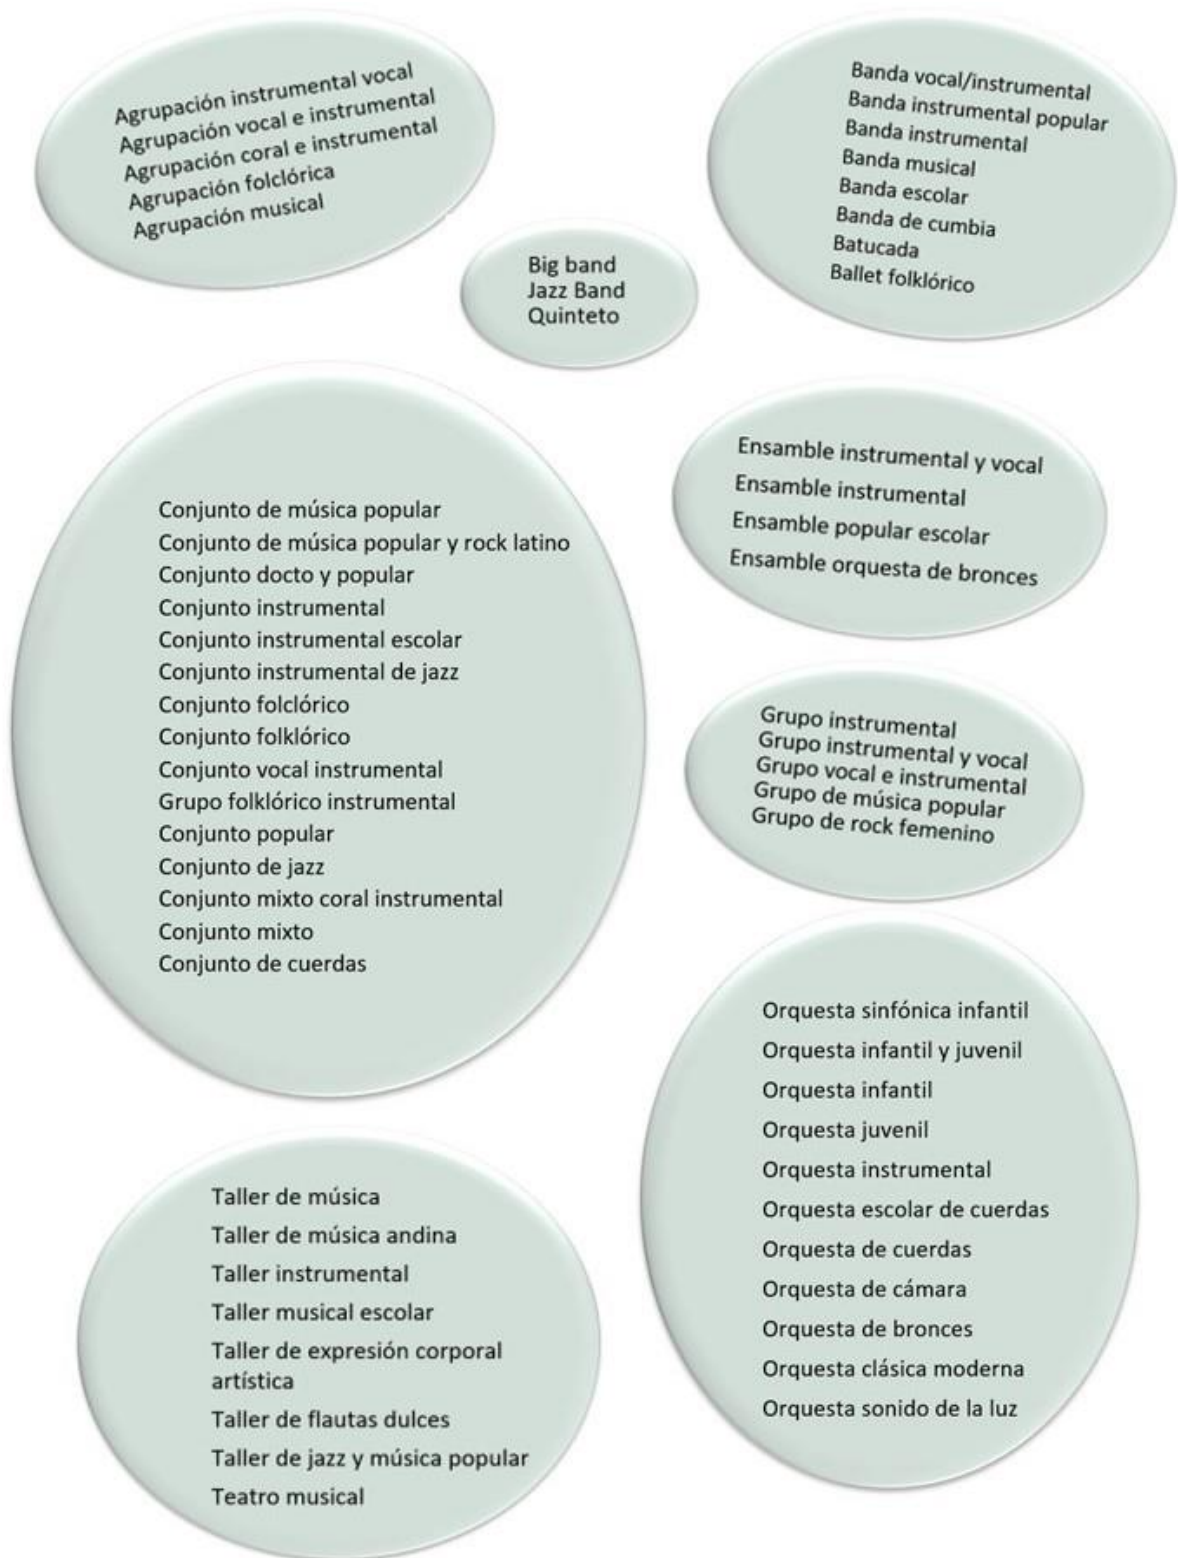 Agrupación instrumental vocal
Agrupación vocal e instrumental
Agrupación coral e instrumental
Agrupación folclórica
Agrupación musical
Banda vocal/instrumental
Banda instrumental popular
Banda instrumental
Banda musical
Banda escolar
Banda de cumbia
Batucada
Ballet folklórico
Big band
Jazz Band
Quinteto
Conjunto de música popular
Conjunto de música popular y rock latino
Conjunto docto y popular
Conjunto instrumental
Conjunto instrumental escolar
Conjunto instrumental de jazz
Conjunto folclórico
Conjunto folklórico
Conjunto vocal instrumental
Grupo folklórico instrumental
Conjunto popular
Conjunto de jazz
Conjunto mixto coral instrumental
Conjunto mixto
Conjunto de cuerdas
Ensamble instrumental y vocal
Ensamble instrumental
Ensamble popular escolar
Ensamble orquesta de bronces
Grupo instrumental
Grupo instrumental y vocal
Grupo vocal e instrumental
Grupo de música popular
Grupo de rock femenino
Orquesta sinfónica infantil
Orquesta infantil y juvenil
Orquesta infantil
Orquesta juvenil
Orquesta instrumental
Orquesta escolar de cuerdas
Orquesta de cuerdas
Orquesta de cámara
Orquesta de bronces
Orquesta clásica moderna
Orquesta sonido de la luz
Taller de música
Taller de música andina
Taller instrumental
Taller musical escolar
Taller de expresión corporal
artística
Taller de flautas dulces
Taller de jazz y música popular
Teatro musical